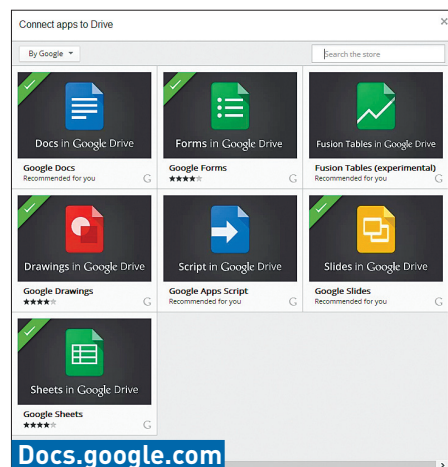 Connect apps to Drive
By Google
Search the store
Docs in Google Drive
Google Docs
Recommended for you
G
Forms in Google Drive
Google Forms
★★★★☆
G
Fusion Tables in Google Drive
Fusion Tables (experimental)
Recommended for you
G
Drawings in Google Drive
Google Drawings
★★★★☆
G
Script in Google Drive
Google Apps Script
Recommended for you
G
Slides in Google Drive
Google Slides
Recommended for you
G
Sheets in Google Drive
Google Sheets
★★★★☆
G
Docs.google.com